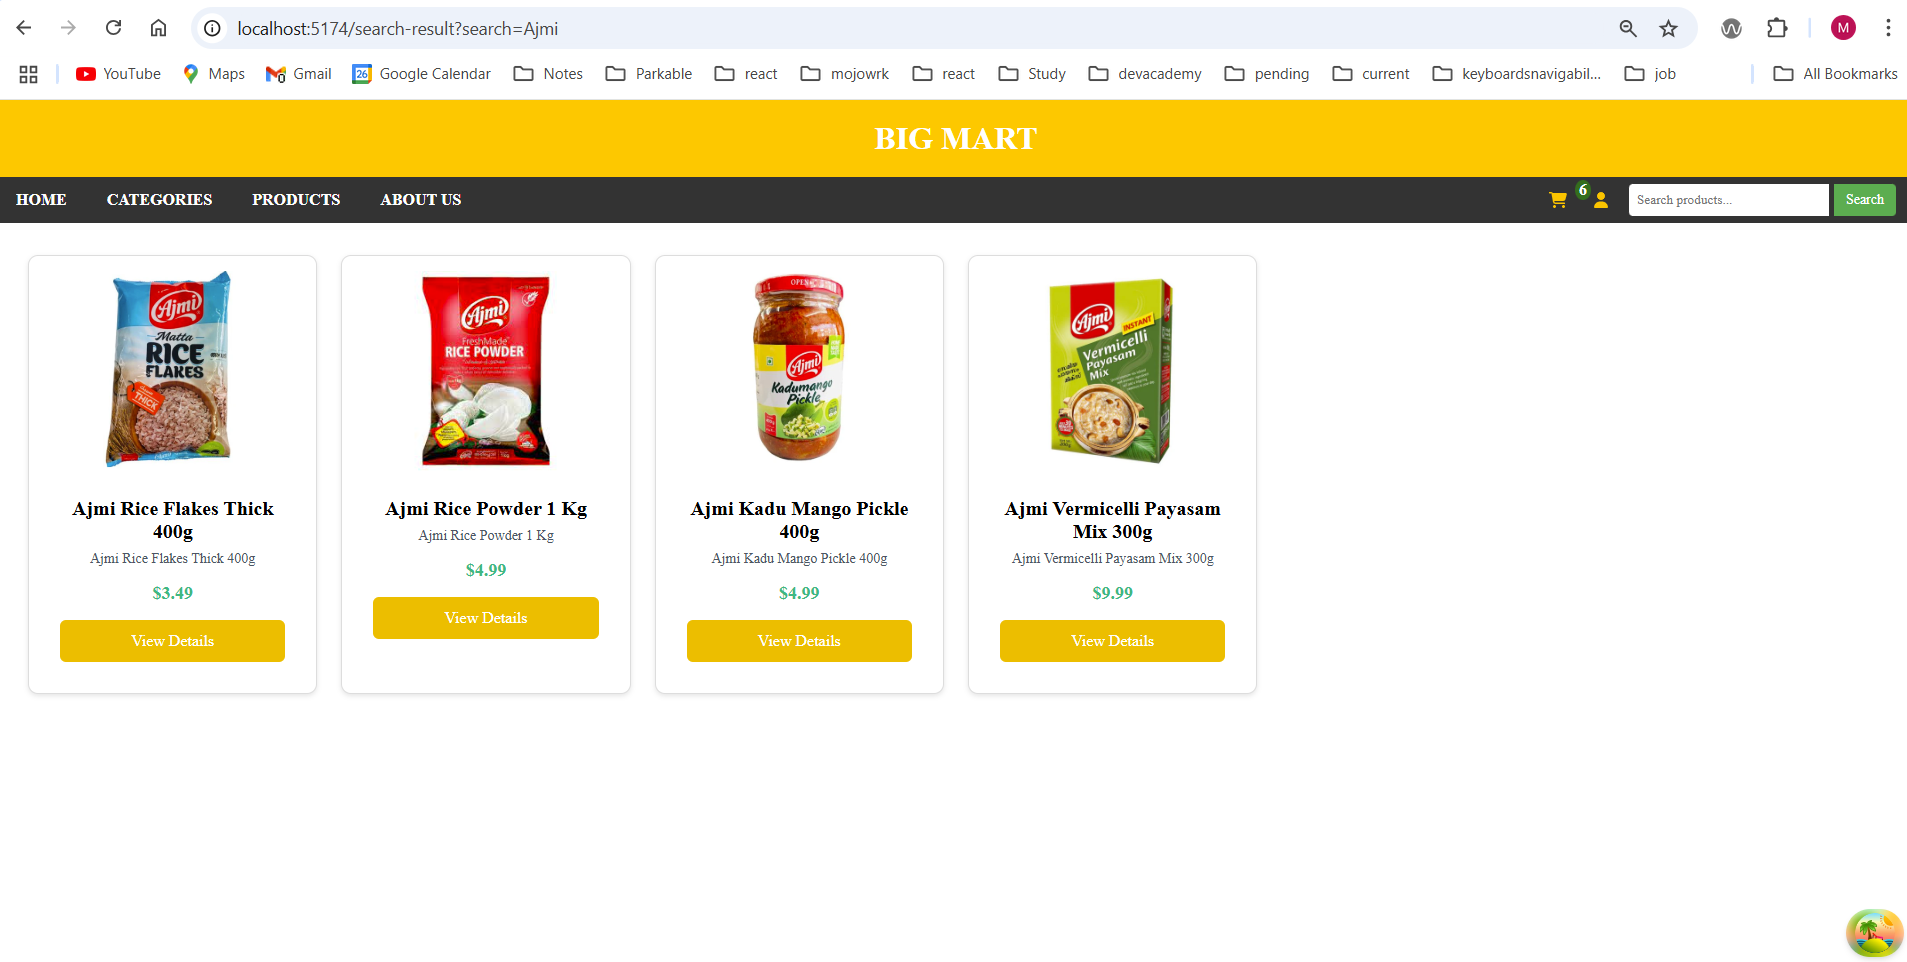 localhost:5174/search-result?search=Ajmi
M
YouTube Maps Gmail 26 Google Calendar Notes Parkable react mojowrk react Study devacademy pending current keyboardsnavigabil... job All Bookmarks
BIG MART
HOME CATEGORIES PRODUCTS ABOUT US 6 Search products... Search
Ajmi
Matta
RICE
FLAKES
THICK
Ajmi
FreshMade
RICE POWDER
OPEN
Ajmi
Kadumango
Pickle
Ajmi
INSTANT
Vermicelli
Payasam
Mix
Ajmi Rice Flakes Thick
400g
Ajmi Rice Flakes Thick 400g
$3.49
View Details
Ajmi Rice Powder 1 Kg
Ajmi Rice Powder 1 Kg
$4.99
View Details
Ajmi Kadu Mango Pickle
400g
Ajmi Kadu Mango Pickle 400g
$4.99
View Details
Ajmi Vermicelli Payasam
Mix 300g
Ajmi Vermicelli Payasam Mix 300g
$9.99
View Details